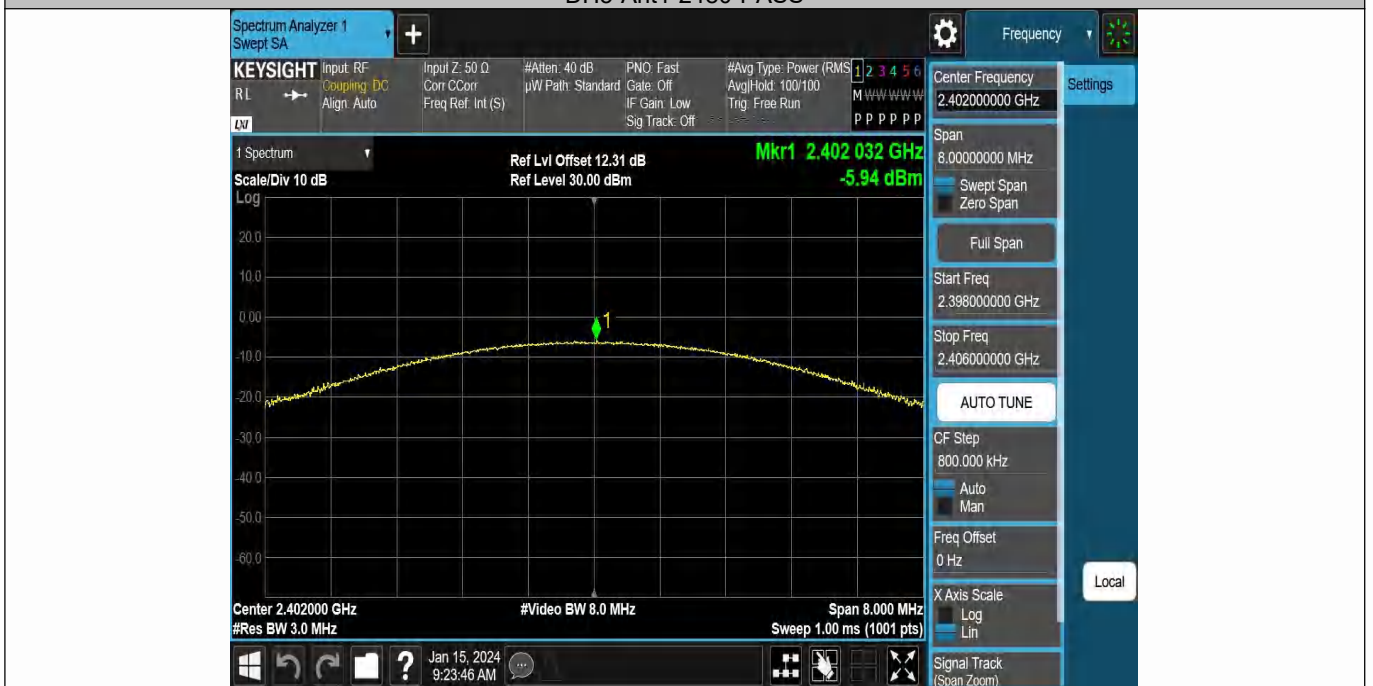 DH5-Ant1-2480 PASS
Spectrum Analyzer 1
Swept SA
Frequency
KEYSIGHT
RL
LXI
Input: RF
Coupling: DC
Align: Auto
Input Z: 50 Ω
Corr CCorr
Freq Ref: Int (S)
#Atten: 40 dB
µW Path: Standard
PNO: Fast
Gate: Off
IF Gain: Low
Sig Track: Off
#Avg Type: Power (RMS
Avg|Hold: 100/100
Trig: Free Run
1 2 3 4 5 6
M W W W W W
P P P P P P
1 Spectrum
Scale/Div 10 dB
Log
Ref Lvl Offset 12.31 dB
Ref Level 30.00 dBm
Mkr1 2.402 032 GHz
-5.94 dBm
20.0
10.0
0.00
-10.0
-20.0
-30.0
-40.0
-50.0
-60.0
1
Center 2.402000 GHz
#Res BW 3.0 MHz
#Video BW 8.0 MHz
Span 8.000 MHz
Sweep 1.00 ms (1001 pts)
?
Jan 15, 2024
9:23:46 AM
Center Frequency
2.402000000 GHz
Settings
Span
8.00000000 MHz
Swept Span
Zero Span
Full Span
Start Freq
2.398000000 GHz
Stop Freq
2.406000000 GHz
AUTO TUNE
CF Step
800.000 kHz
Auto
Man
Freq Offset
0 Hz
X Axis Scale
Log
Lin
Local
Signal Track
(Span Zoom)